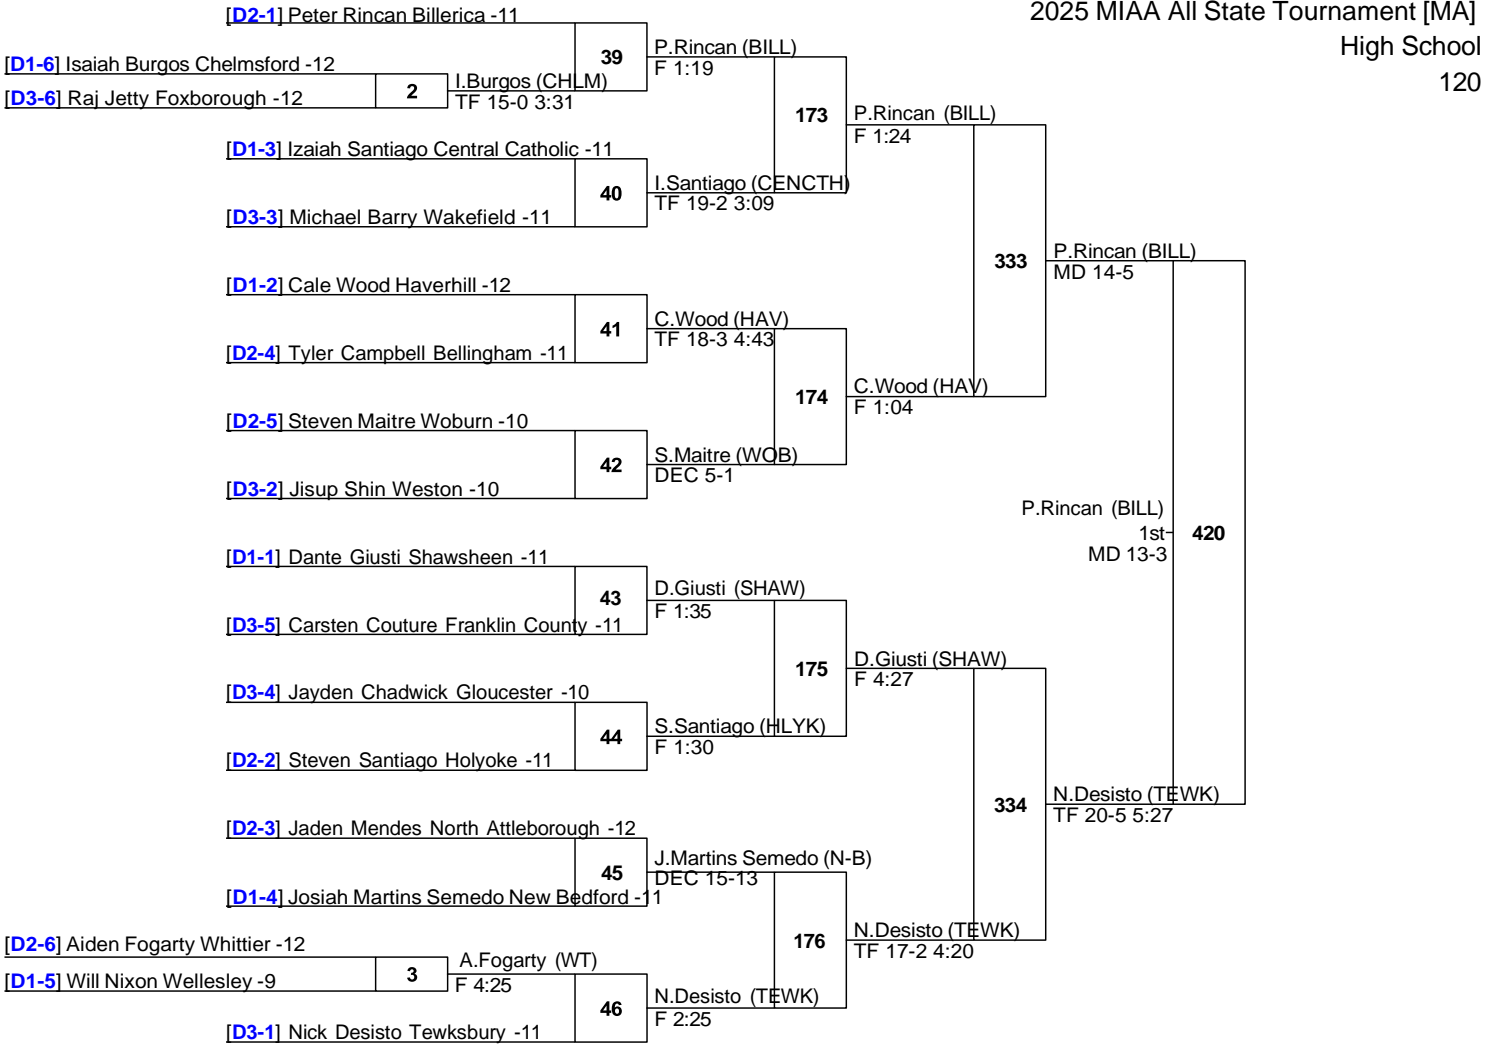 2025 MIAA All State Tournament [MA]
High School
120
[D2-1] Peter Rincan Billerica -11
39
P.Rincan (BILL)
F 1:19
[D1-6] Isaiah Burgos Chelmsford -12
2
I.Burgos (CHLM)
TF 15-0 3:31
[D3-6] Raj Jetty Foxborough -12
173
P.Rincan (BILL)
F 1:24
[D1-3] Izaiah Santiago Central Catholic -11
40
I.Santiago (CENCTH)
TF 19-2 3:09
[D3-3] Michael Barry Wakefield -11
333
P.Rincan (BILL)
MD 14-5
[D1-2] Cale Wood Haverhill -12
41
C.Wood (HAV)
TF 18-3 4:43
[D2-4] Tyler Campbell Bellingham -11
174
C.Wood (HAV)
F 1:04
[D2-5] Steven Maitre Woburn -10
42
S.Maitre (WOB)
DEC 5-1
[D3-2] Jisup Shin Weston -10
P.Rincan (BILL)
1st
420
MD 13-3
[D1-1] Dante Giusti Shawsheen -11
43
D.Giusti (SHAW)
F 1:35
[D3-5] Carsten Couture Franklin County -11
175
D.Giusti (SHAW)
F 4:27
[D3-4] Jayden Chadwick Gloucester -10
44
S.Santiago (HLYK)
F 1:30
[D2-2] Steven Santiago Holyoke -11
334
N.Desisto (TEWK)
TF 20-5 5:27
[D2-3] Jaden Mendes North Attleborough -12
45
J.Martins Semedo (N-B)
DEC 15-13
[D1-4] Josiah Martins Semedo New Bedford -11
176
N.Desisto (TEWK)
TF 17-2 4:20
[D2-6] Aiden Fogarty Whittier -12
3
A.Fogarty (WT)
F 4:25
[D1-5] Will Nixon Wellesley -9
46
N.Desisto (TEWK)
F 2:25
[D3-1] Nick Desisto Tewksbury -11